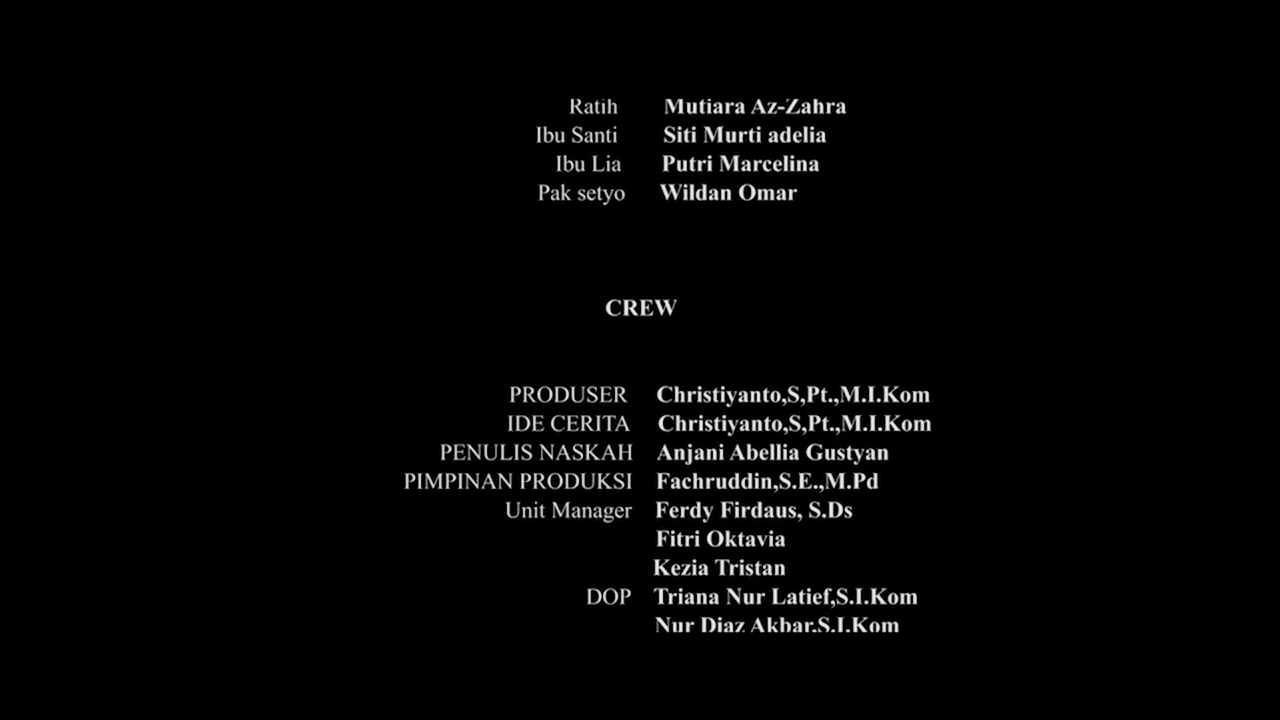 Ratih Mutiara Az-Zahra
Ibu Santi Siti Murti adelia
Ibu Lia Putri Marcelina
Pak setyo Wildan Omar
CREW
PRODUSER Christiyanto,S,Pt.,M.I.Kom
IDE CERITA Christiyanto,S,Pt.,M.I.Kom
PENULIS NASKAH Anjani Abellia Gustyan
PIMPINAN PRODUKSI Fachruddin,S.E.,M.Pd
Unit Manager Ferdy Firdaus, S.Ds
Fitri Oktavia
Kezia Tristan
DOP Triana Nur Latief,S.I.Kom
Nur Diaz Akbar,S.I.Kom